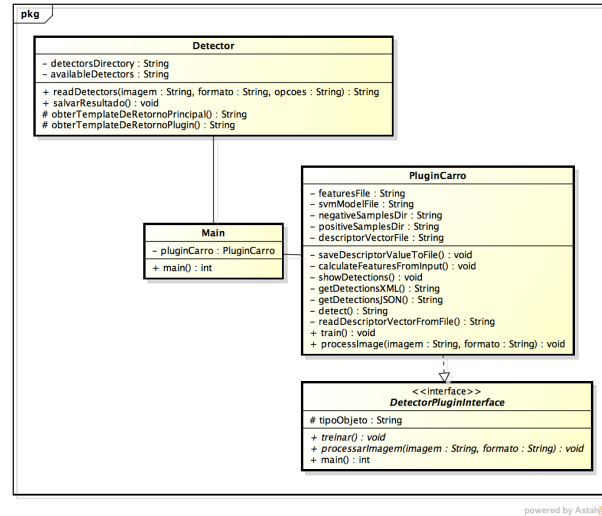 pkg
Detector
- detectorsDirectory : String
- availableDetectors : String
+ readDetectors(imagem : String, formato : String, opcoes : String) : String
+ salvarResultado() : void
# obterTemplateDeRetornoPrincipal() : String
# obterTemplateDeRetornoPlugin() : String
Main
- pluginCarro : PluginCarro
+ main() : int
PluginCarro
- featuresFile : String
- svmModelFile : String
- negativeSamplesDir : String
- positiveSamplesDir : String
- descriptorVectorFile : String
- saveDescriptorValueToFile() : void
- calculateFeaturesFromInput() : void
- showDetections() : void
- getDetectionsXML() : String
- getDetectionsJSON() : String
- detect() : String
- readDescriptorVectorFromFile() : String
+ train() : void
+ processImage(imagem : String, formato : String) : void
<<interface>>
DetectorPluginInterface
# tipoObjeto : String
+ treinar() : void
+ processarImagem(imagem : String, formato : String) : void
+ main() : int
powered by Astah